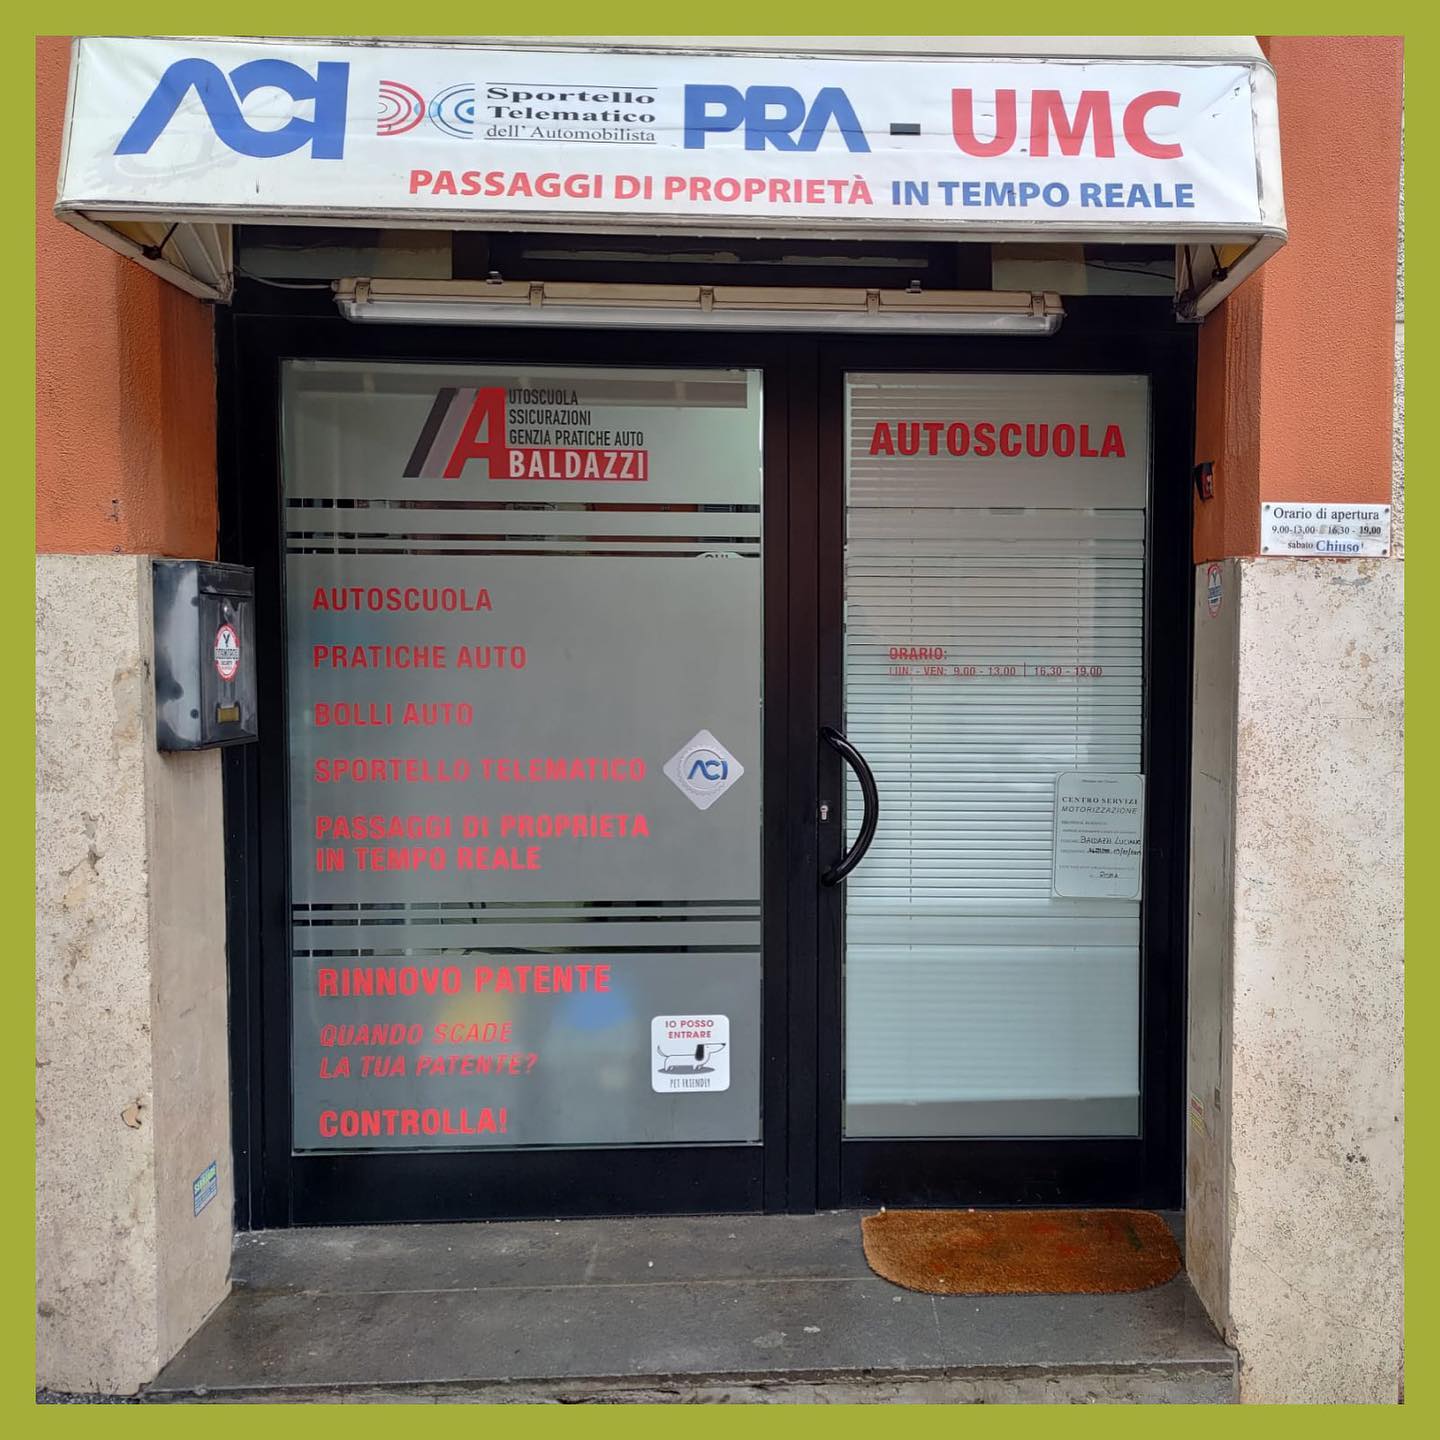 ACI
Sportello
Telematico
dell'Automobilista
PRA - UMC
PASSAGGI DI PROPRIETÀ IN TEMPO REALE
AUTOSCUOLA
ASSICURAZIONI
AGENZIA PRATICHE AUTO
BALDAZZI
AUTOSCUOLA
PRATICHE AUTO
BOLLI AUTO
SPORTELLO TELEMATICO
PASSAGGI DI PROPRIETA
IN TEMPO REALE
ACI
RINNOVO PATENTE
QUANDO SCADE
LA TUA PATENTE?
CONTROLLA!
IO POSSO
ENTRARE
PET FRIENDLY
AUTOSCUOLA
ORARIO:
LUN: - VEN: 9.00 - 13.00 | 16.30 - 19.00
CENTRO SERVIZI
MOTORIZZAZIONE
BALDAZZI LUCIANO
ROMA
Orario di apertura
9.00-13.00 16.30 - 19.00
sabato Chiuso